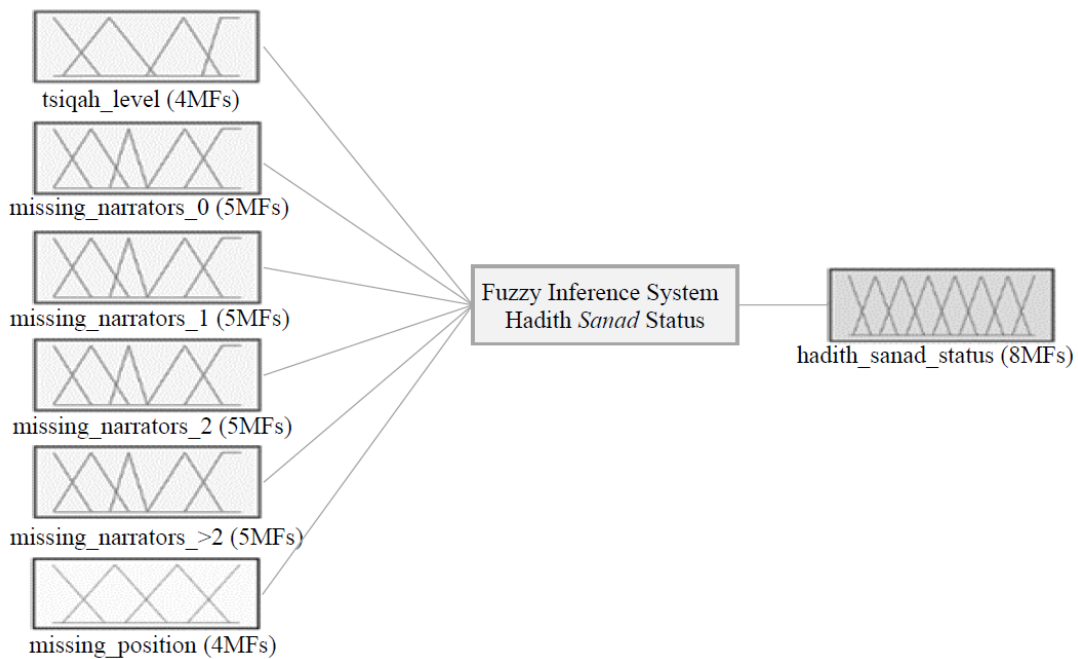 tsiqah_level (4MFs)
missing_narrators_0 (5MFs)
missing_narrators_1 (5MFs)
missing_narrators_2 (5MFs)
missing_narrators_>2 (5MFs)
missing_position (4MFs)
Fuzzy Inference System
Hadith Sanad Status
hadith_sanad_status (8MFs)